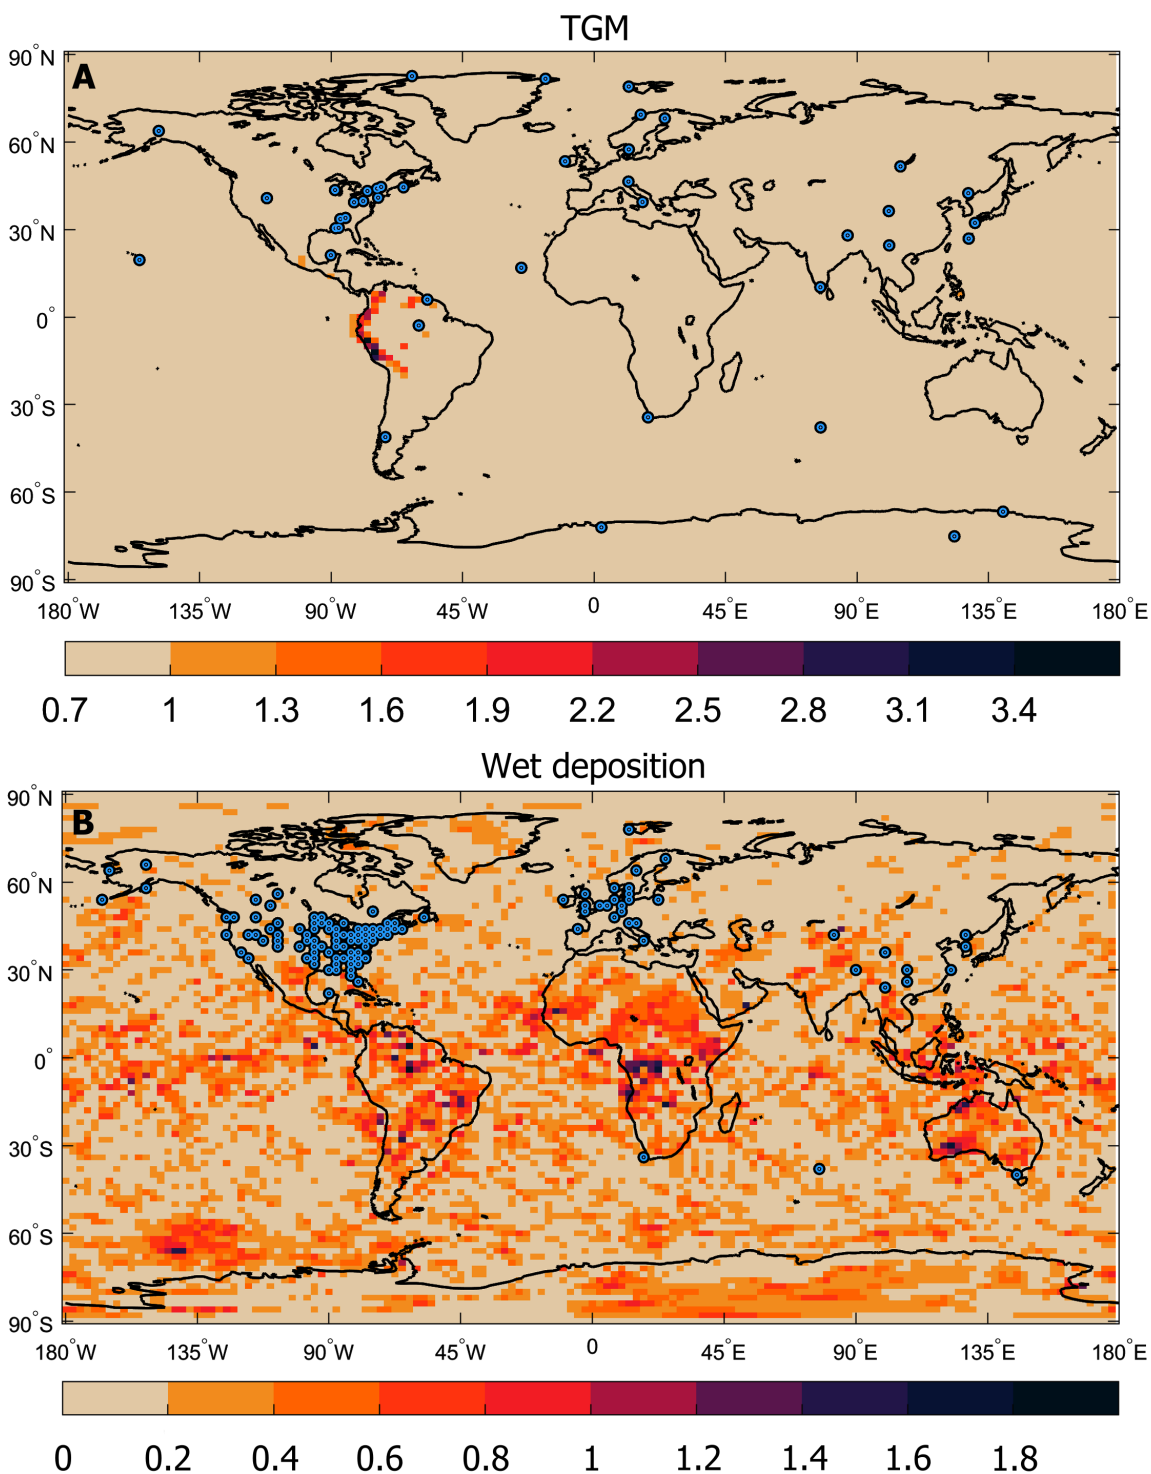 TGM
A
90°N
60°N
30°N
0°
30°S
60°S
90°S
180°W 135°W 90°W 45°W 0 45°E 90°E 135°E 180°E
0.7 1 1.3 1.6 1.9 2.2 2.5 2.8 3.1 3.4
Wet deposition
B
90°N
60°N
30°N
0°
30°S
60°S
90°S
180°W 135°W 90°W 45°W 0 45°E 90°E 135°E 180°E
0 0.2 0.4 0.6 0.8 1 1.2 1.4 1.6 1.8